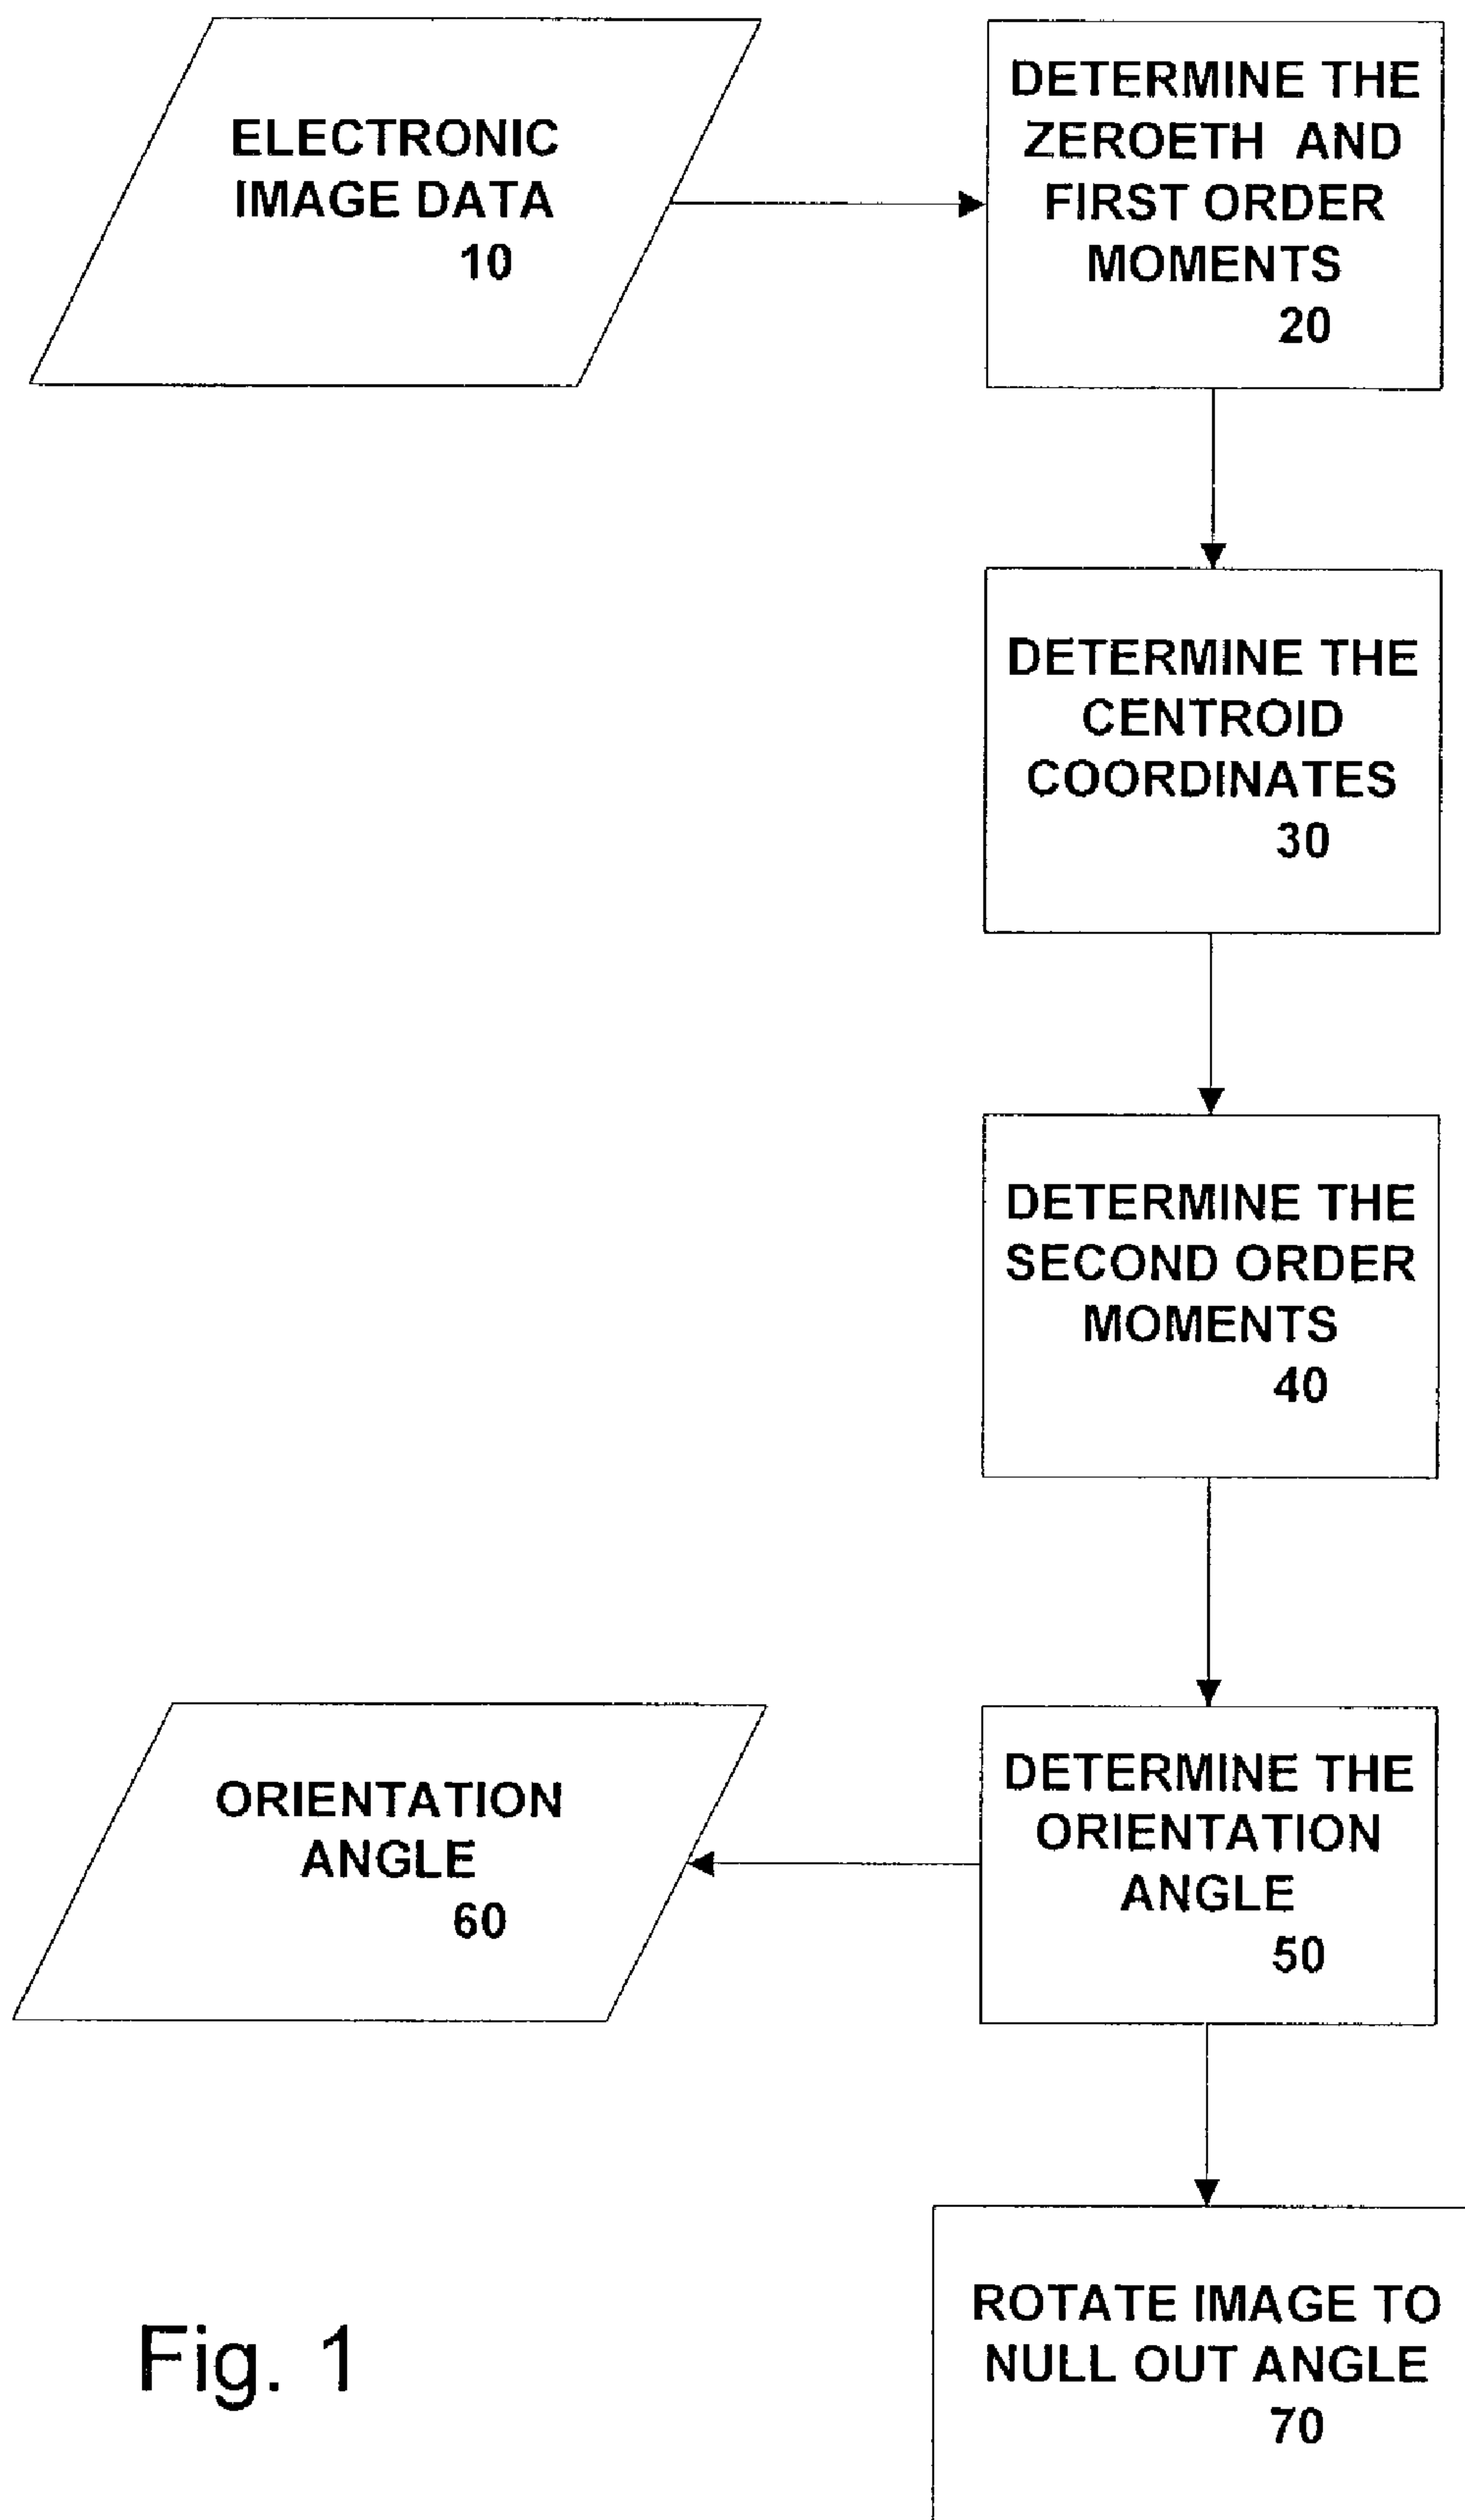 ELECTRONIC
IMAGE DATA
10
DETERMINE THE
ZEROETH AND
FIRST ORDER
MOMENTS
20
DETERMINE THE
CENTROID
COORDINATES
30
DETERMINE THE
SECOND ORDER
MOMENTS
40
DETERMINE THE
ORIENTATION
ANGLE
50
ORIENTATION
ANGLE
60
ROTATE IMAGE TO
NULL OUT ANGLE
70
Fig. 1